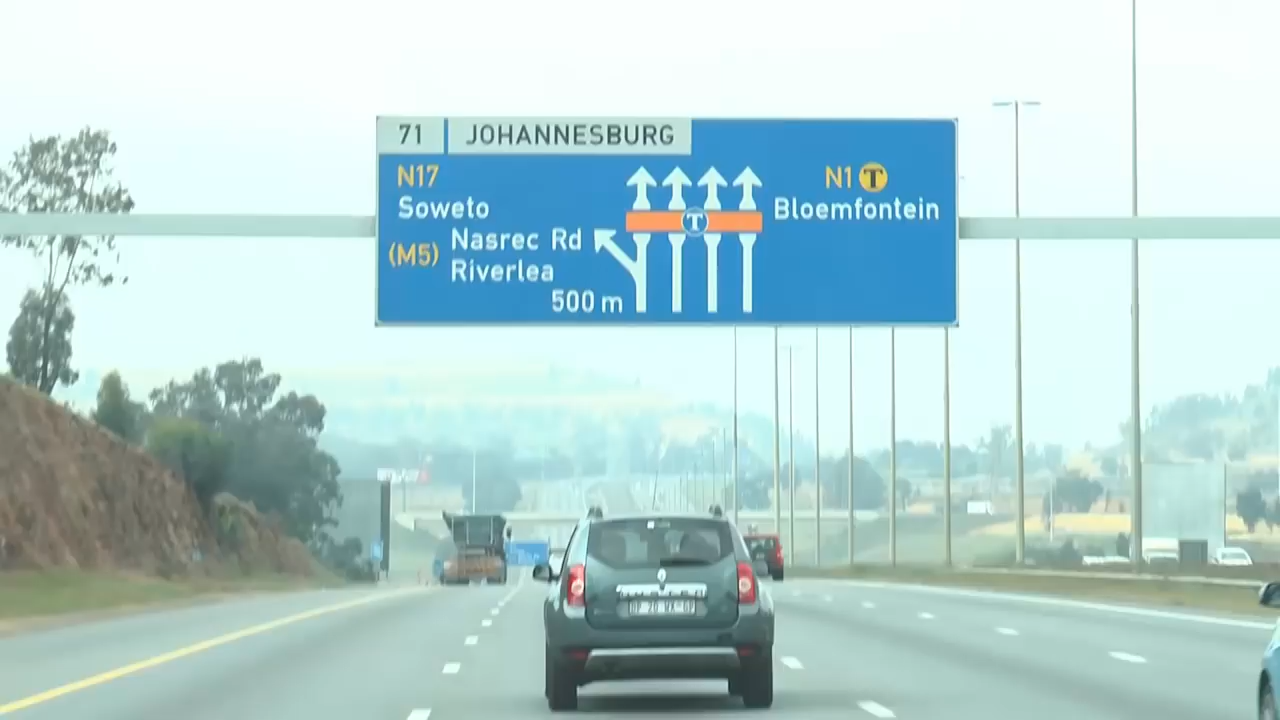 71 JOHANNESBURG
N17
Soweto
(M5) Nasrec Rd
Riverlea
500 m
T
N1 T
Bloemfontein